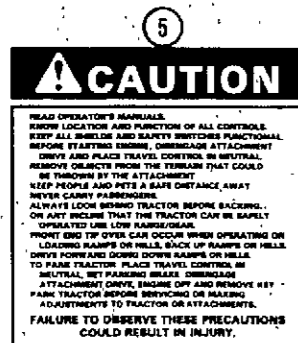 5
CAUTION
READ OPERATOR'S MANUALS.
KNOW LOCATION AND FUNCTION OF ALL CONTROLS.
KEEP ALL SHIELDS AND SAFETY SWITCHES FUNCTIONAL.
BEFORE STARTING ENGINE, DISENGAGE ATTACHMENT
DRIVE AND PLACE TRAVEL CONTROL IN NEUTRAL.
REMOVE OBJECTS FROM THE TERRAIN THAT COULD
BE THROWN BY THE ATTACHMENT
KEEP PEOPLE AND PETS A SAFE DISTANCE AWAY
NEVER CARRY PASSENGERS.
ALWAYS LOOK BEHIND TRACTOR BEFORE BACKING.
ON ANY INCLINE THAT THE TRACTOR CAN BE SAFELY
OPERATED USE LOW RANGE/GEAR.
FRONT END TIP OVER CAN OCCUR WHEN OPERATING OR
LOADING RAMPS OR HILLS, BACK UP RAMPS OR HILLS.
DRIVE FORWARD GOING DOWN RAMPS OR HILLS.
TO PARK TRACTOR PLACE TRAVEL CONTROL IN
NEUTRAL, SET PARKING BRAKE DISENGAGE
ATTACHMENT DRIVE, ENGINE OFF AND REMOVE KEY
PARK TRACTOR BEFORE SERVICING OR MAKING
ADJUSTMENTS TO TRACTOR OR ATTACHMENTS.
FAILURE TO OBSERVE THESE PRECAUTIONS
COULD RESULT IN INJURY.